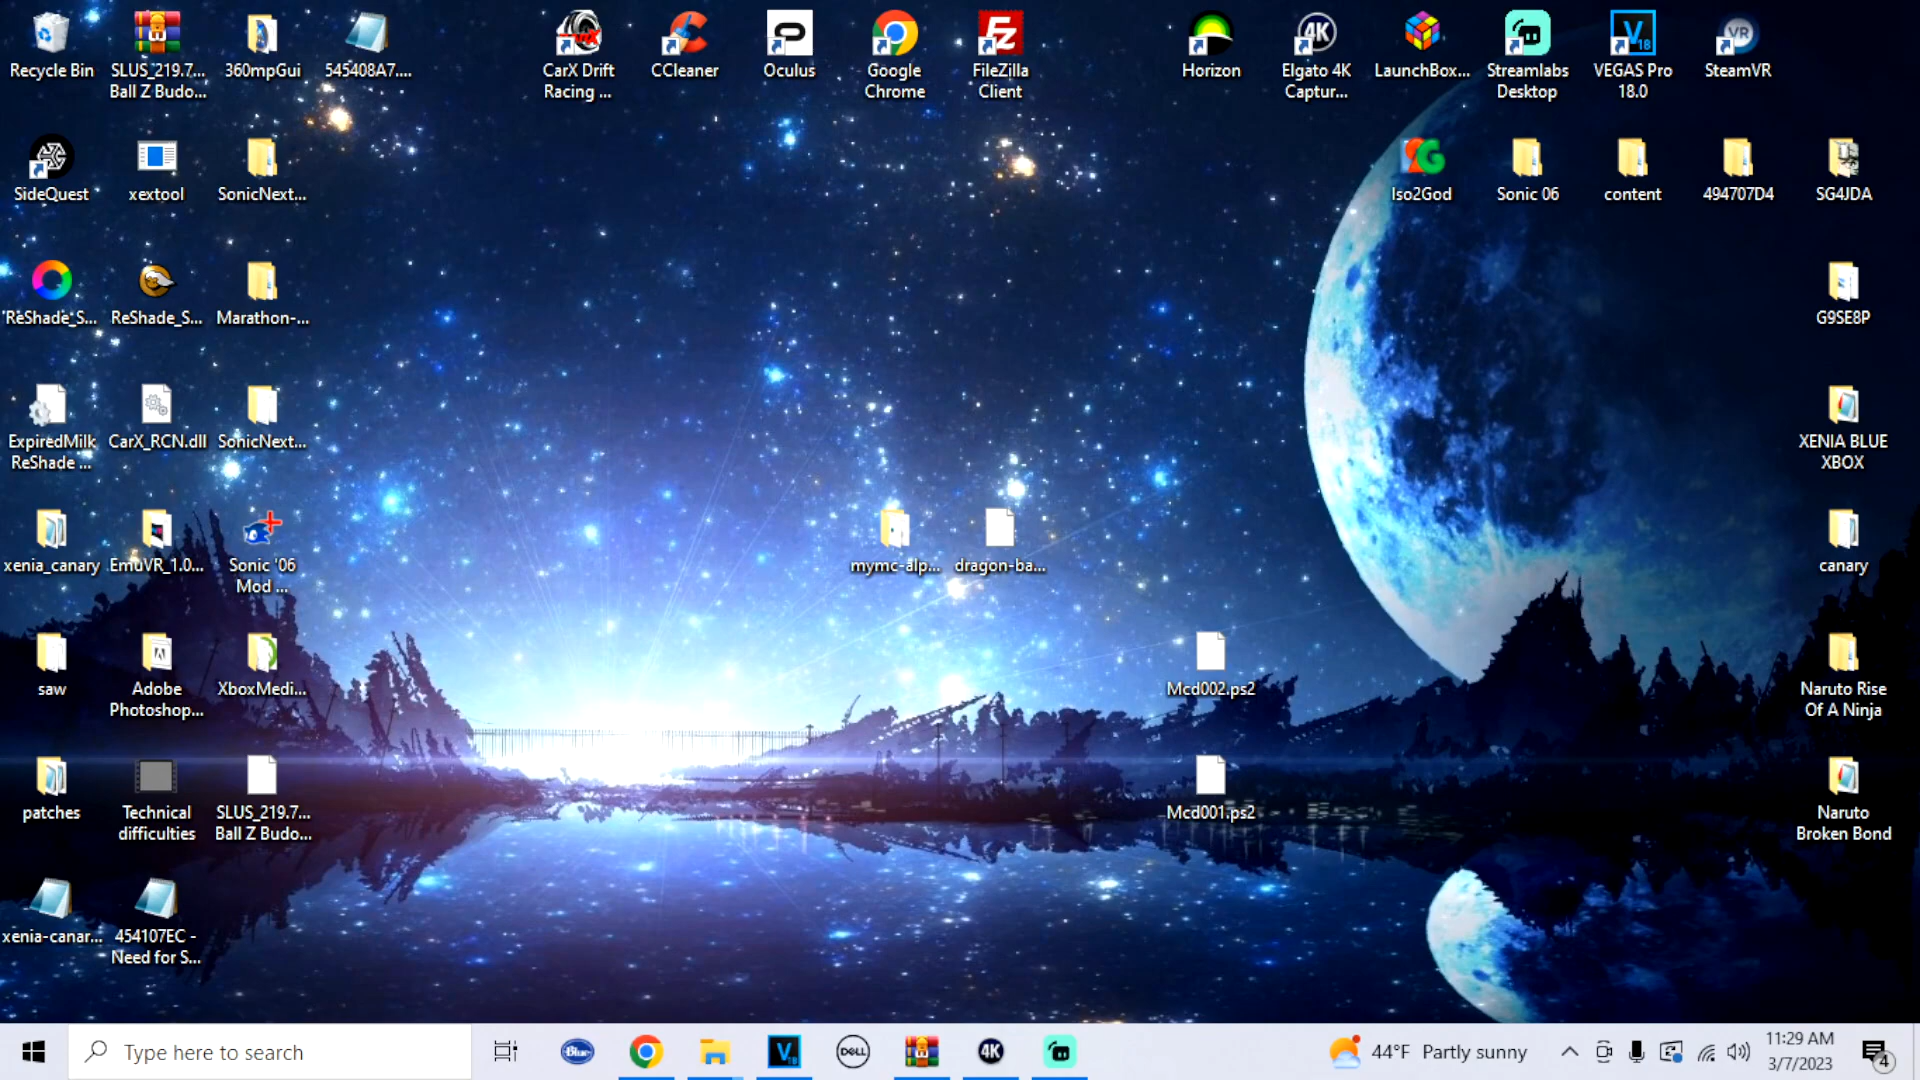 Recycle Bin
SLUS_219.7...
Ball Z Budo...
360mpGui
545408A7....
CarX Drift
Racing ...
CCleaner
Oculus
Google
Chrome
FileZilla
Client
Horizon
Elgato 4K
Captur...
LaunchBox...
Streamlabs
Desktop
VEGAS Pro
18.0
SteamVR
SideQuest
xextool
SonicNext...
Iso2God
Sonic 06
content
494707D4
SG4JDA
'ReShade_S...
ReShade_S...
Marathon-...
G9SE8P
ExpiredMilk
ReShade ...
CarX_RCN.dll
SonicNext...
XENIA BLUE
XBOX
xenia_canary
EmuVR_1.0...
Sonic '06
Mod ...
mymc-alp...
dragon-ba...
canary
saw
Adobe
Photoshop...
XboxMedi...
Mcd002.ps2
Naruto Rise
Of A Ninja
patches
Technical
difficulties
SLUS_219.7...
Ball Z Budo...
Mcd001.ps2
Naruto
Broken Bond
xenia-canar...
454107EC -
Need for S...
Type here to search
Blue
V 18
DELL
4K
44°F Partly sunny
11:29 AM
3/7/2023
4